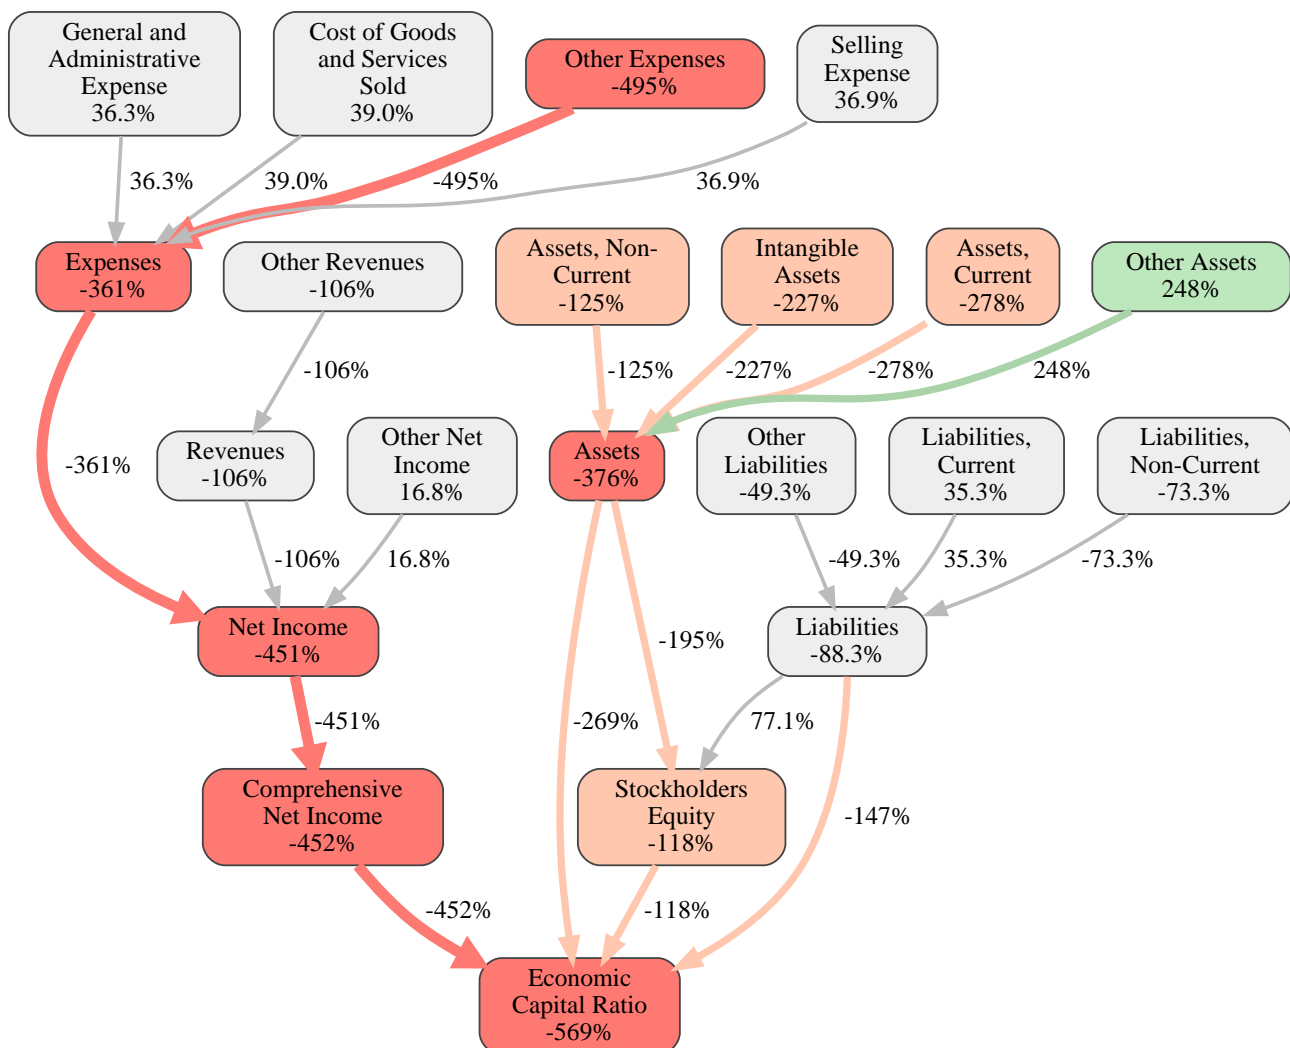 General and
Administrative
Expense
36.3%
Cost of Goods
and Services
Sold
39.0%
Other Expenses
-495%
Selling
Expense
36.9%
36.3%
39.0%
-495%
36.9%
Expenses
-361%
Other Revenues
-106%
Assets, Non-
Current
-125%
Intangible
Assets
-227%
Assets,
Current
-278%
Other Assets
248%
-106%
-125%
-227%
-278%
248%
-361%
Revenues
-106%
Other Net
Income
16.8%
Assets
-376%
Other
Liabilities
-49.3%
Liabilities,
Current
35.3%
Liabilities,
Non-Current
-73.3%
-106%
16.8%
-49.3%
35.3%
-73.3%
Net Income
-451%
-195%
Liabilities
-88.3%
-451%
-269%
77.1%
Comprehensive
Net Income
-452%
Stockholders
Equity
-118%
-147%
-452%
-118%
Economic
Capital Ratio
-569%